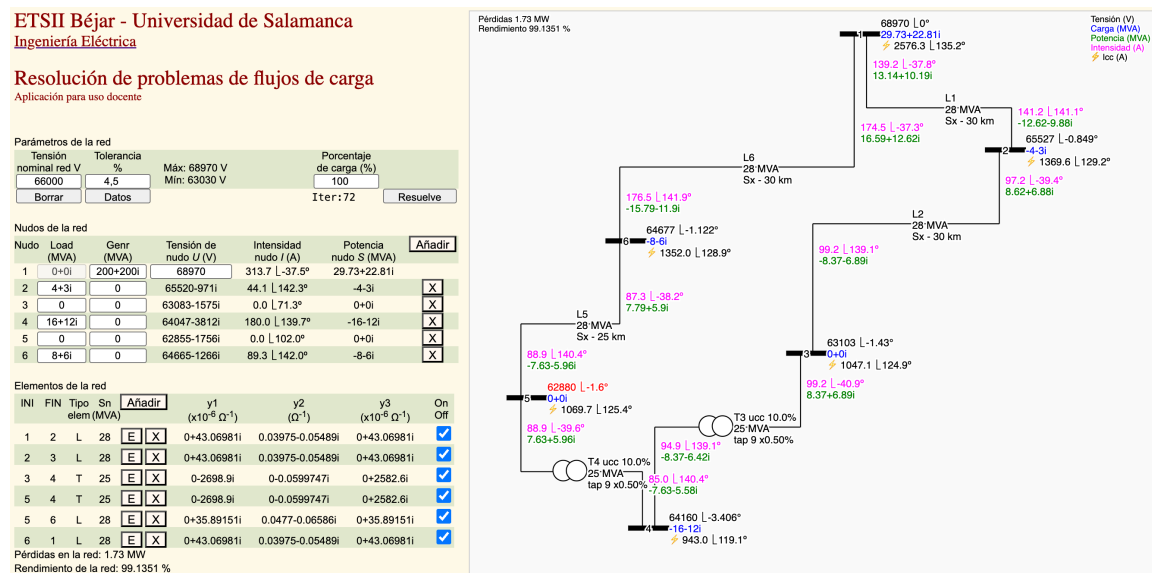 ETSII Béjar - Universidad de Salamanca
Ingeniería Eléctrica
Resolución de problemas de flujos de carga
Aplicación para uso docente
Parámetros de la red
Tensión nominal red V Tolerancia % Máx: 68970 V Porcentaje de carga (%)
66000 4,5 Mín: 63030 V 100
Borrar Datos Iter:72 Resuelve
Nudos de la red
Nudo Load (MVA) Genr (MVA) Tensión de nudo U (V) Intensidad nudo I (A) Potencia nudo S (MVA) Añadir
1 0+0i 200+200i 68970 313.7 ⌊-37.5º 29.73+22.81i
2 4+3i 0 65520-971i 44.1 ⌊142.3º -4-3i X
3 0 0 63083-1575i 0.0 ⌊71.3º 0+0i X
4 16+12i 0 64047-3812i 180.0 ⌊139.7º -16-12i X
5 0 0 62855-1756i 0.0 ⌊102.0º 0+0i X
6 8+6i 0 64665-1266i 89.3 ⌊142.0º -8-6i X
Elementos de la red
INI FIN Tipo elem Sn (MVA) Añadir y1 (x10-6 Ω-1) y2 (Ω-1) y3 (x10-6 Ω-1) On Off
1 2 L 28 E X 0+43.06981i 0.03975-0.05489i 0+43.06981i
2 3 L 28 E X 0+43.06981i 0.03975-0.05489i 0+43.06981i
3 4 T 25 E X 0-2698.9i 0-0.0599747i 0+2582.6i
5 4 T 25 E X 0-2698.9i 0-0.0599747i 0+2582.6i
5 6 L 28 E X 0+35.89151i 0.0477-0.06586i 0+35.89151i
6 1 L 28 E X 0+43.06981i 0.03975-0.05489i 0+43.06981i
Pérdidas en la red: 1.73 MW
Rendimiento de la red: 99.1351 %
Pérdidas 1.73 MW
Rendimiento 99.1351 %
Tensión (V)
Carga (MVA)
Potencia (MVA)
Intensidad (A)
⚡ Icc (A)
68970 ⌊0º
1 29.73+22.81i
⚡ 2576.3 ⌊135.2º
139.2 ⌊-37.8º
13.14+10.19i
L1
28 MVA
Sx - 30 km
141.2 ⌊141.1º
-12.62-9.88i
174.5 ⌊-37.3º
16.59+12.62i
65527 ⌊-0.849º
2 -4-3i
⚡ 1369.6 ⌊129.2º
L6
28 MVA
Sx - 30 km
97.2 ⌊-39.4º
8.62+6.88i
176.5 ⌊141.9º
-15.79-11.9i
L2
28 MVA
Sx - 30 km
64677 ⌊-1.122º
6 -8-6i
⚡ 1352.0 ⌊128.9º
99.2 ⌊139.1º
-8.37-6.89i
87.3 ⌊-38.2º
7.79+5.9i
L5
28 MVA
Sx - 25 km
63103 ⌊-1.43º
3 0+0i
⚡ 1047.1 ⌊124.9º
88.9 ⌊140.4º
-7.63-5.96i
99.2 ⌊-40.9º
8.37+6.89i
62880 ⌊-1.6º
5 0+0i
⚡ 1069.7 ⌊125.4º
T3 ucc 10.0%
25 MVA
tap 9 x0.50%
88.9 ⌊-39.6º
7.63+5.96i
94.9 ⌊139.1º
-8.37-6.42i
T4 ucc 10.0%
25 MVA
tap 9 x0.50%
85.0 ⌊140.4º
-7.63-5.58i
64160 ⌊-3.406º
4 -16-12i
⚡ 943.0 ⌊119.1º